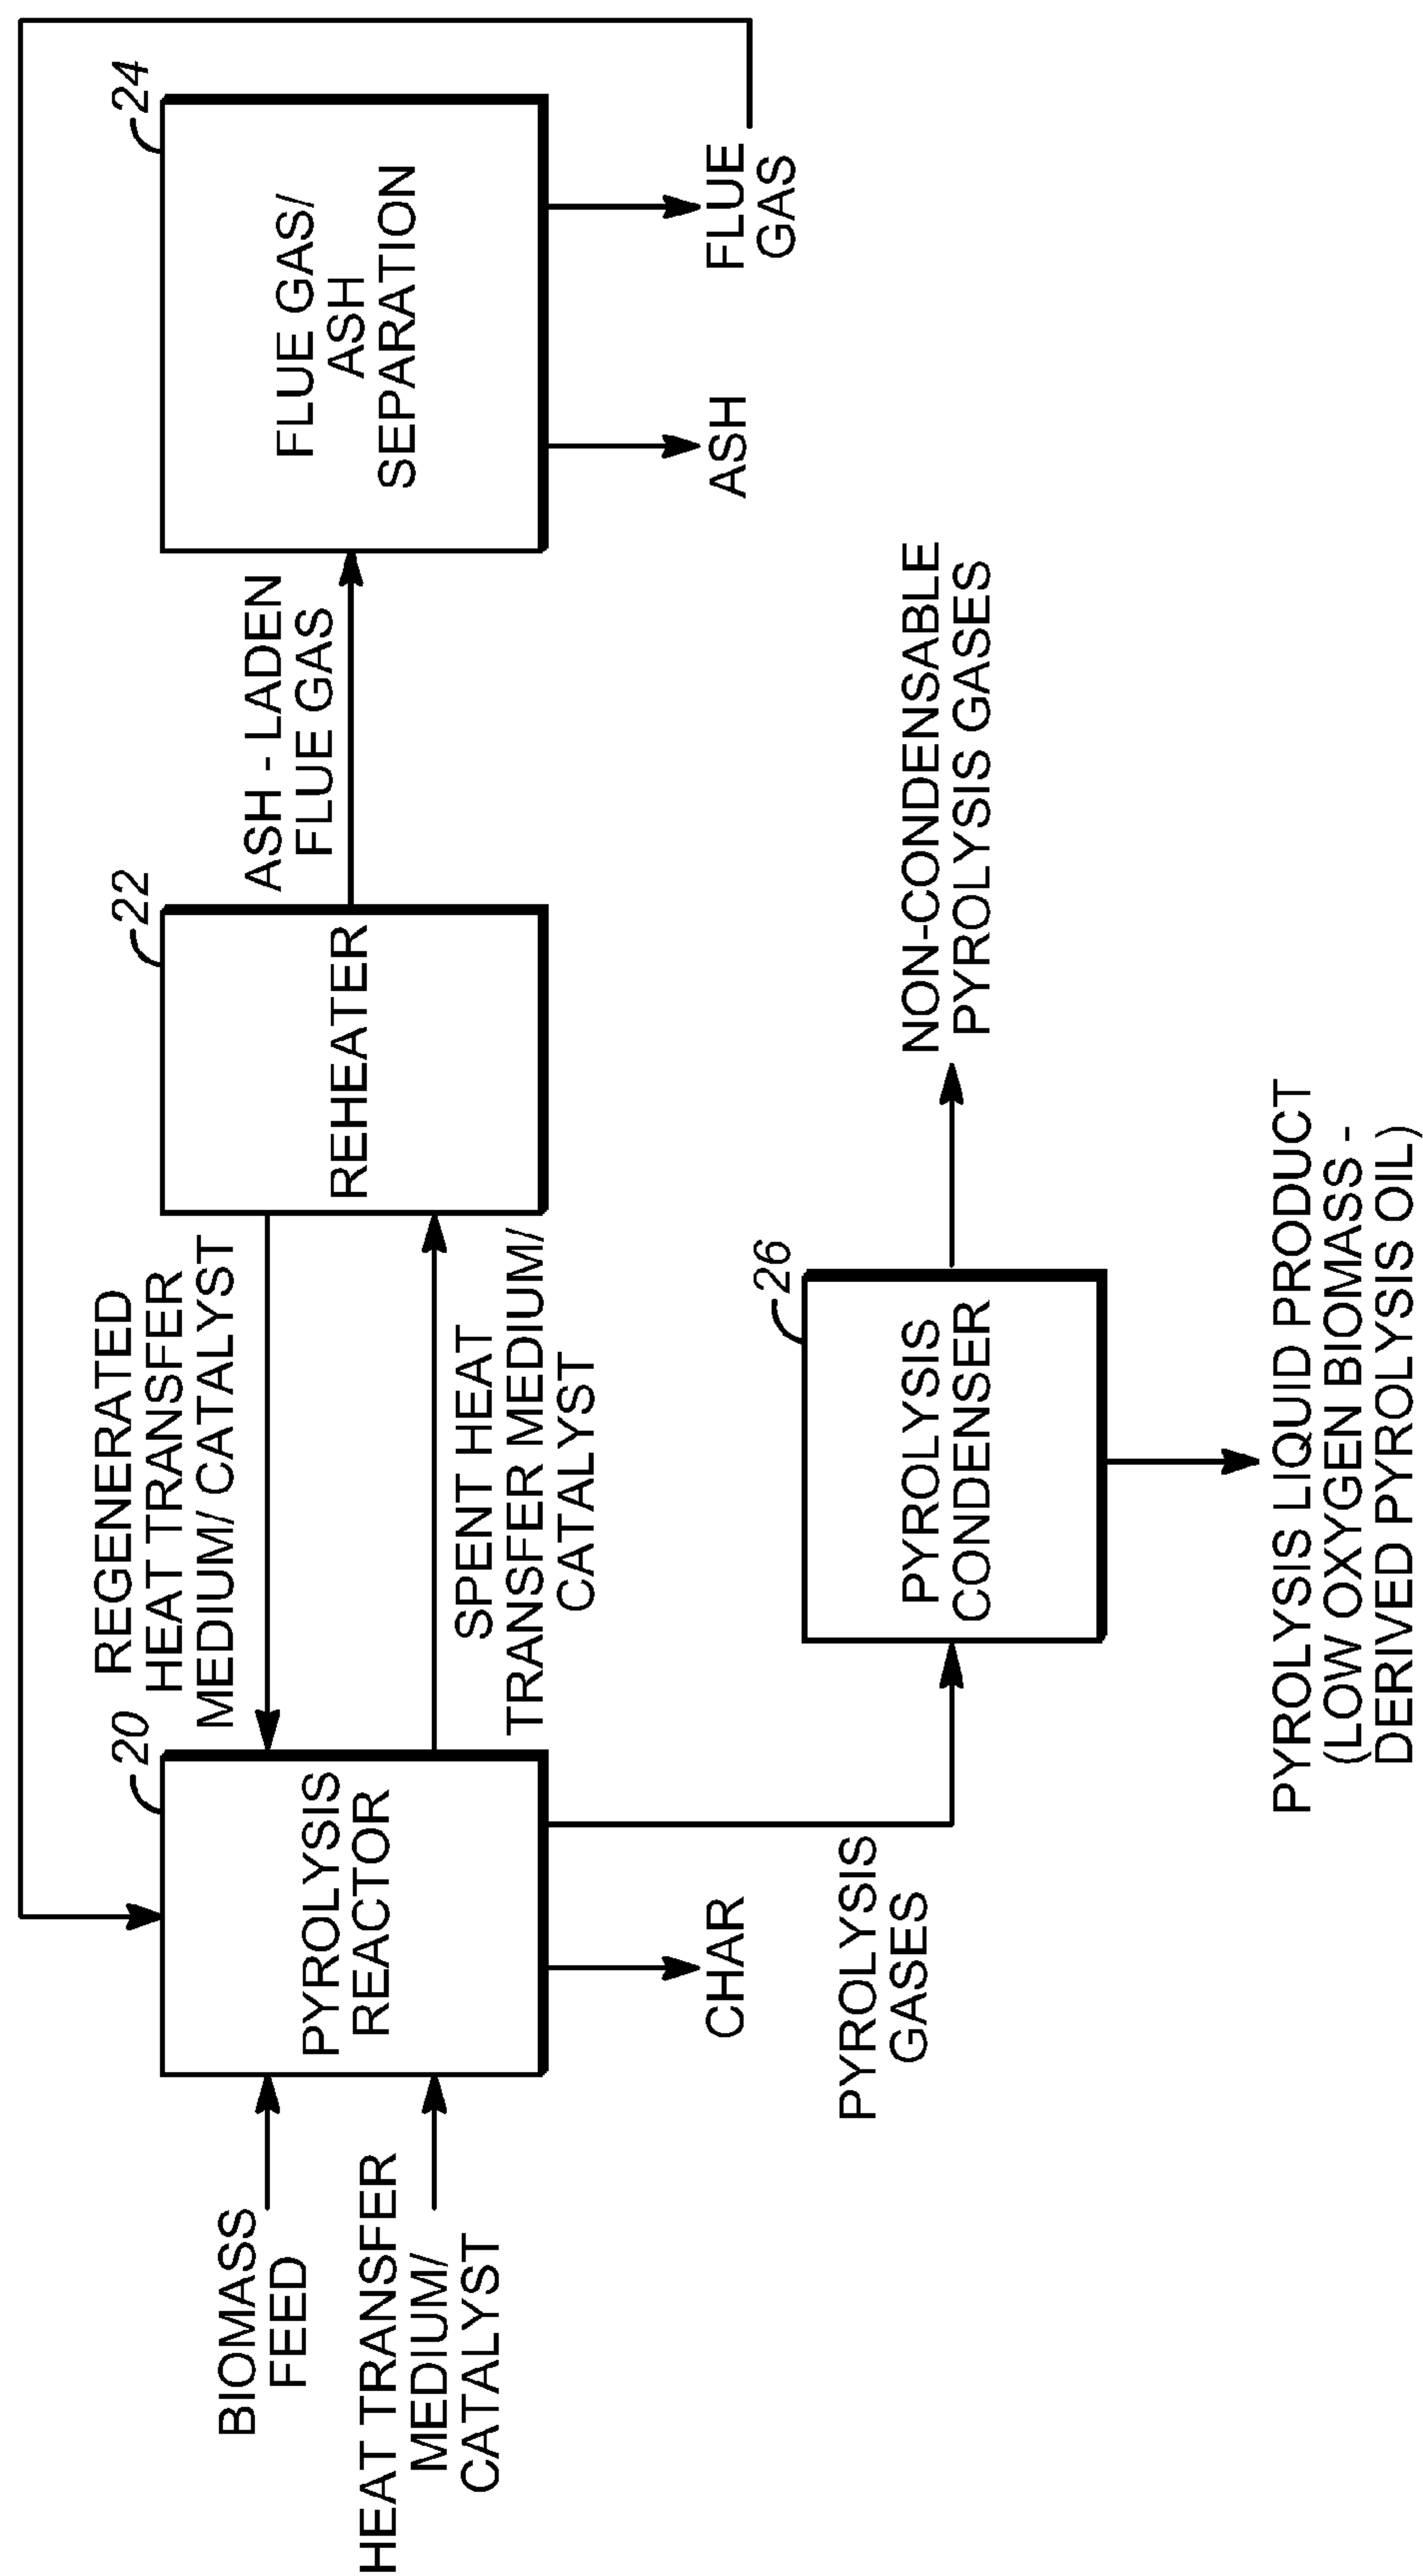 24
FLUE GAS/
ASH
SEPARATION
FLUE
GAS
ASH
ASH - LADEN
FLUE GAS
22
REHEATER
REGENERATED
HEAT TRANSFER
MEDIUM/ CATALYST
SPENT HEAT
TRANSFER MEDIUM/
CATALYST
20
PYROLYSIS
REACTOR
BIOMASS
FEED
HEAT TRANSFER
MEDIUM/
CATALYST
CHAR
PYROLYSIS
GASES
26
PYROLYSIS
CONDENSER
NON-CONDENSABLE
PYROLYSIS GASES
PYROLYSIS LIQUID PRODUCT
(LOW OXYGEN BIOMASS -
DERIVED PYROLYSIS OIL)